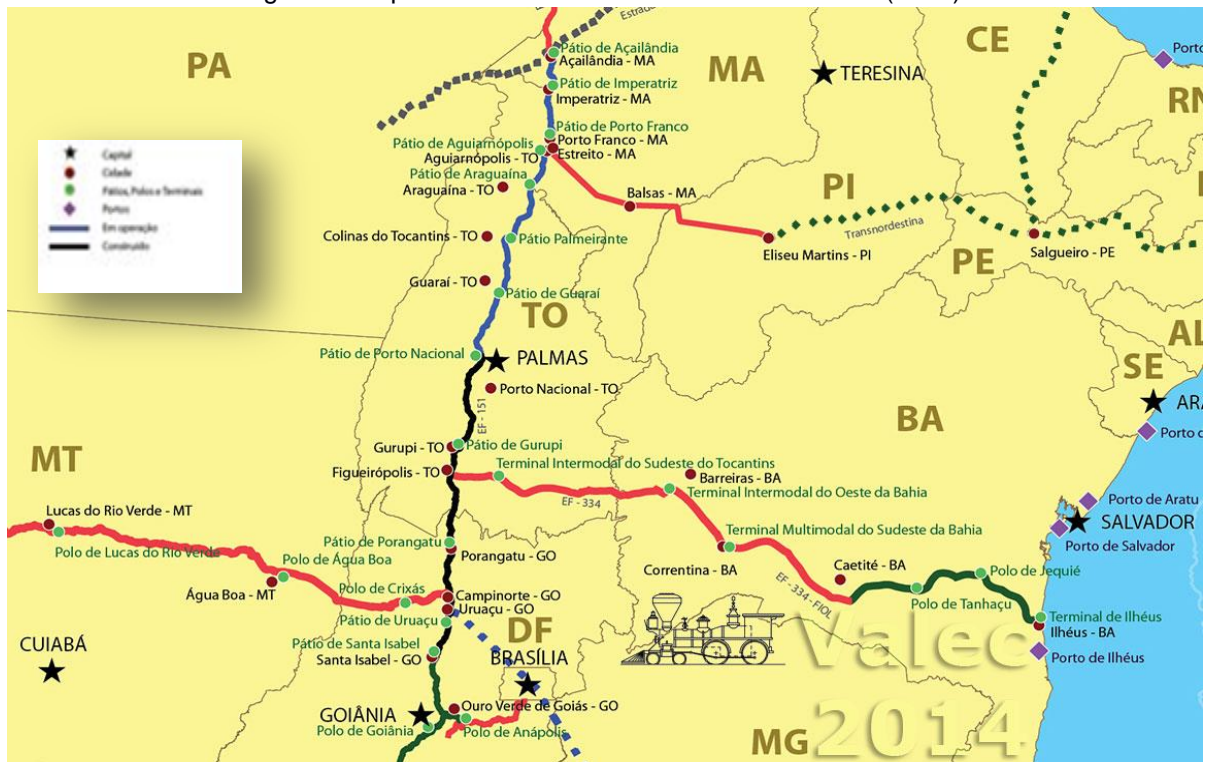 Estrada
PA
Pátio de Açailândia
Açailândia - MA
MA
CE
TERESINA
Porto
RN
Pátio de Imperatriz
Imperatriz - MA
Capital
Cidade
Pátios, Polos e Terminais
Portos
Em operação
Construído
Pátio de Porto Franco
Pátio de Aguiarnópolis
Porto Franco - MA
Aguiarnópolis - TO
Estreito - MA
Pátio de Araguaína
Araguaína - TO
Balsas - MA
PI
Transnordestina
Colinas do Tocantins - TO
Pátio Palmeirante
Eliseu Martins - PI
PE
Salgueiro - PE
Guaraí - TO
Pátio de Guaraí
TO
Pátio de Porto Nacional
PALMAS
AL
SE
Porto Nacional - TO
EF - 151
ARA
BA
Porto d
MT
Gurupi - TO
Pátio de Gurupi
Figueirópolis - TO
Terminal Intermodal do Sudeste do Tocantins
Barreiras - BA
EF - 334
Terminal Intermodal do Oeste da Bahia
Porto de Aratu
SALVADOR
Porto de Salvador
Lucas do Rio Verde - MT
Polo de Lucas do Rio Verde
Pátio de Porangatu
Porangatu - GO
Terminal Multimodal do Sudeste da Bahia
Correntina - BA
Caetité - BA
Polo de Jequié
EF - 334 - FIOL
Polo de Tanhaçu
Polo de Água Boa
Água Boa - MT
Polo de Crixás
Campinorte - GO
Uruaçu - GO
Pátio de Uruaçu
Terminal de Ilhéus
Ilhéus - BA
Porto de Ilhéus
DF
BRASÍLIA
Pátio de Santa Isabel
Santa Isabel - GO
CUIABÁ
Valec
2014
GOIÂNIA
Ouro Verde de Goiás - GO
Polo de Goiânia
Polo de Anápolis
MG